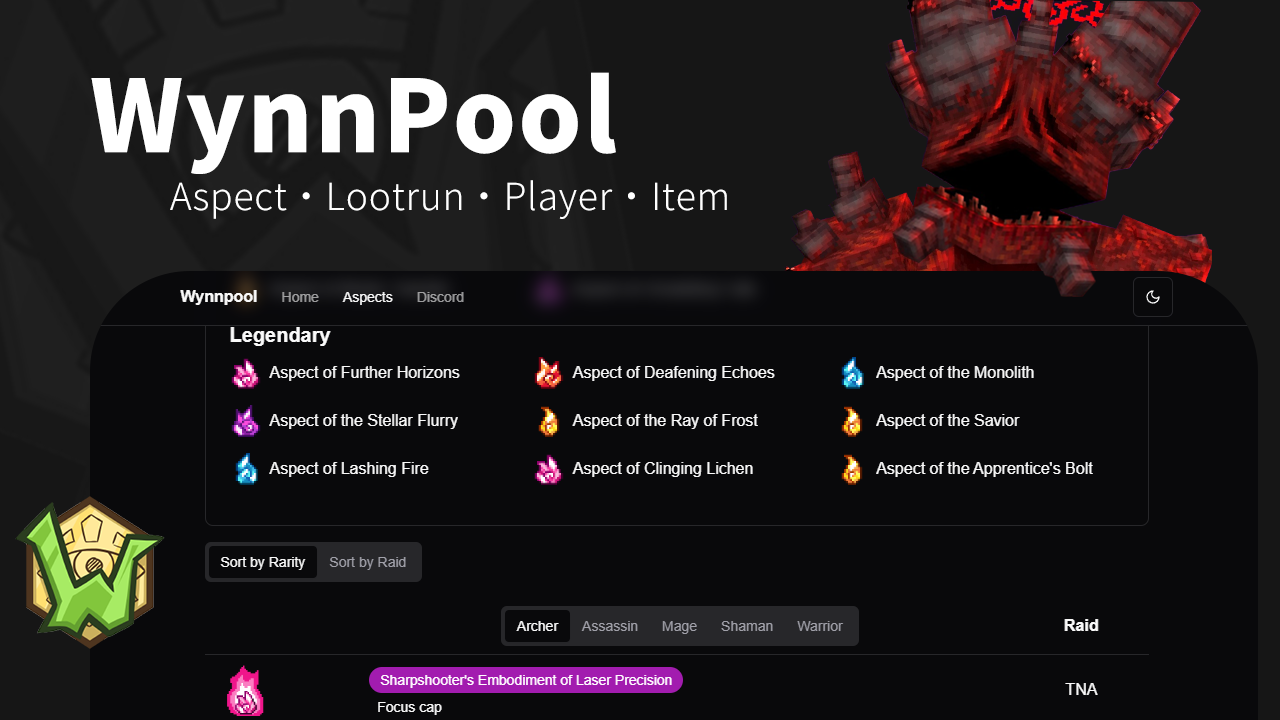 WynnPool
Aspect・Lootrun・Player・Item
Wynnpool Home Aspects Discord
Legendary
Aspect of Further Horizons Aspect of Deafening Echoes Aspect of the Monolith
Aspect of the Stellar Flurry Aspect of the Ray of Frost Aspect of the Savior
Aspect of Lashing Fire Aspect of Clinging Lichen Aspect of the Apprentice's Bolt
Sort by Rarity Sort by Raid
Archer Assassin Mage Shaman Warrior Raid
Sharpshooter's Embodiment of Laser Precision TNA
Focus cap